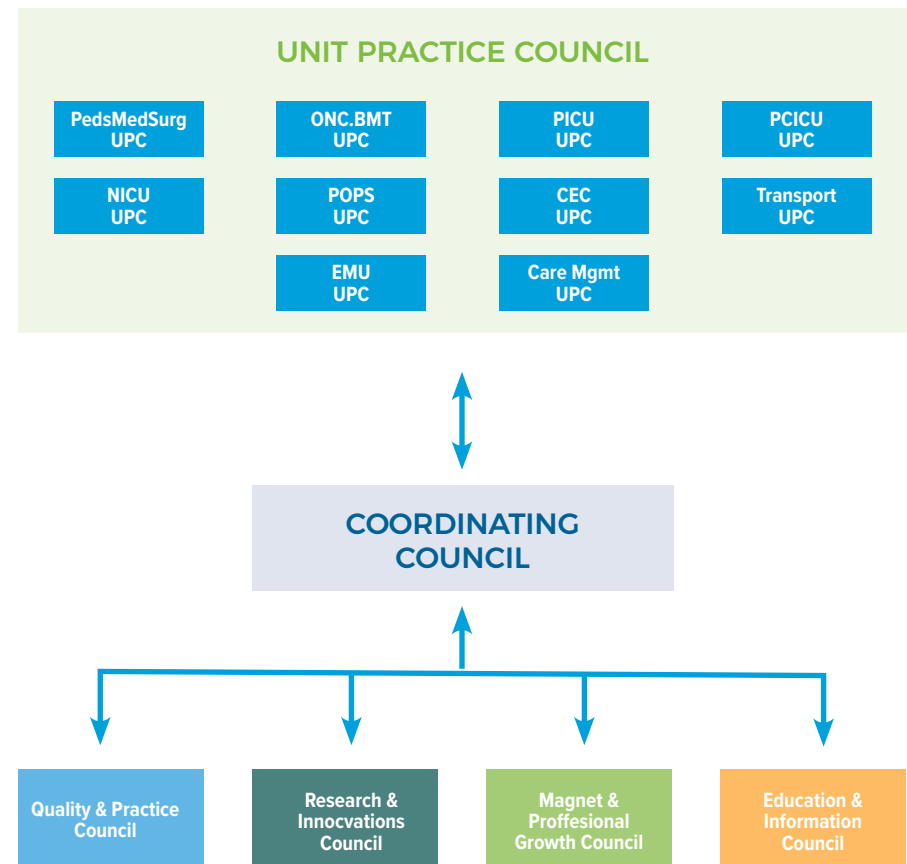 UNIT PRACTICE COUNCIL
PedsMedSurg
UPC
ONC.BMT
UPC
PICU
UPC
PCICU
UPC
NICU
UPC
POPS
UPC
CEC
UPC
Transport
UPC
EMU
UPC
Care Mgmt
UPC
COORDINATING
COUNCIL
Quality & Practice
Council
Research &
Innocvations
Council
Magnet &
Proffesional
Growth Council
Education &
Information
Council